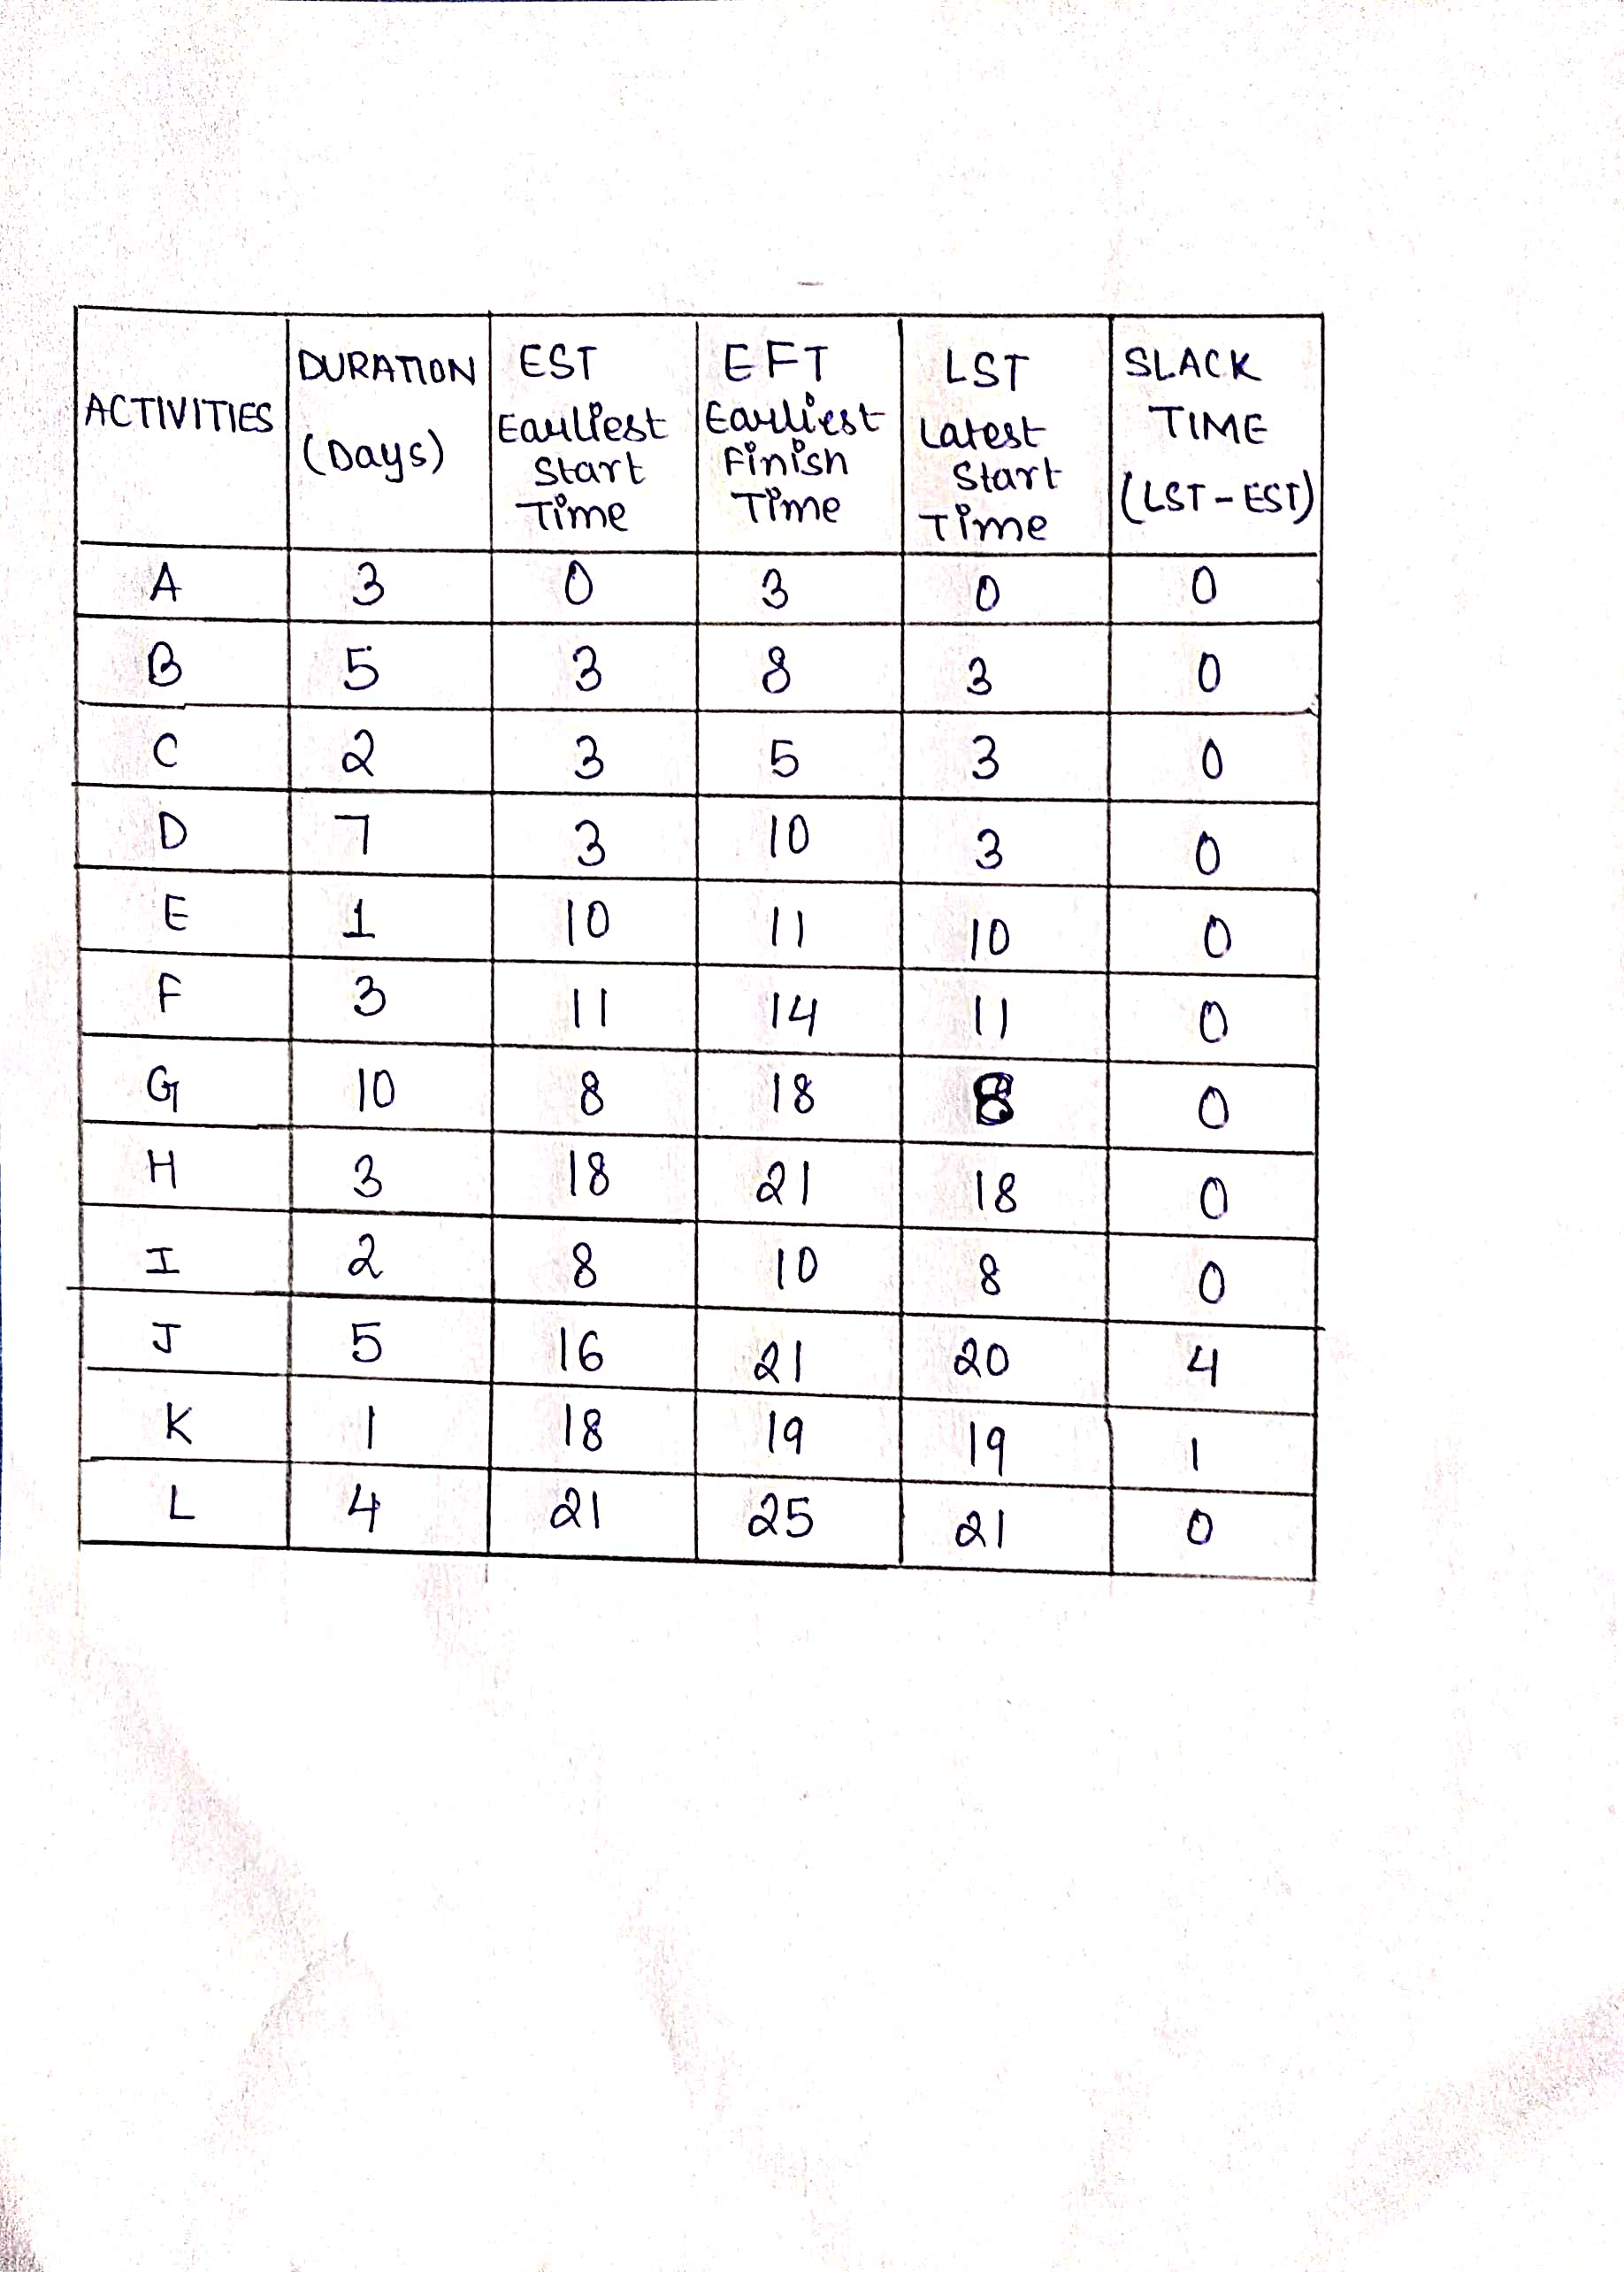 ACTIVITIES DURATION (Days) EST Earliest Start Time EFT Earliest Finish Time LST Latest Start Time SLACK TIME (LST-EST)
A 3 0 3 0 0
B 5 3 8 3 0
C 2 3 5 3 0
D 7 3 10 3 0
E 1 10 11 10 0
F 3 11 14 11 0
G 10 8 18 8 0
H 3 18 21 18 0
I 2 8 10 8 0
J 5 16 21 20 4
K 1 18 19 19 1
L 4 21 25 21 0